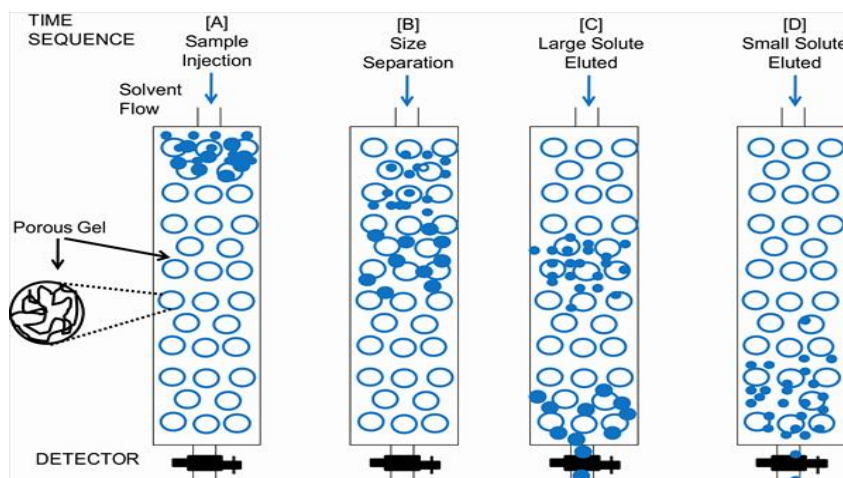 TIME
SEQUENCE
[A]
Sample
Injection
[B]
Size
Separation
[C]
Large Solute
Eluted
[D]
Small Solute
Eluted
Solvent
Flow
Porous Gel
DETECTOR